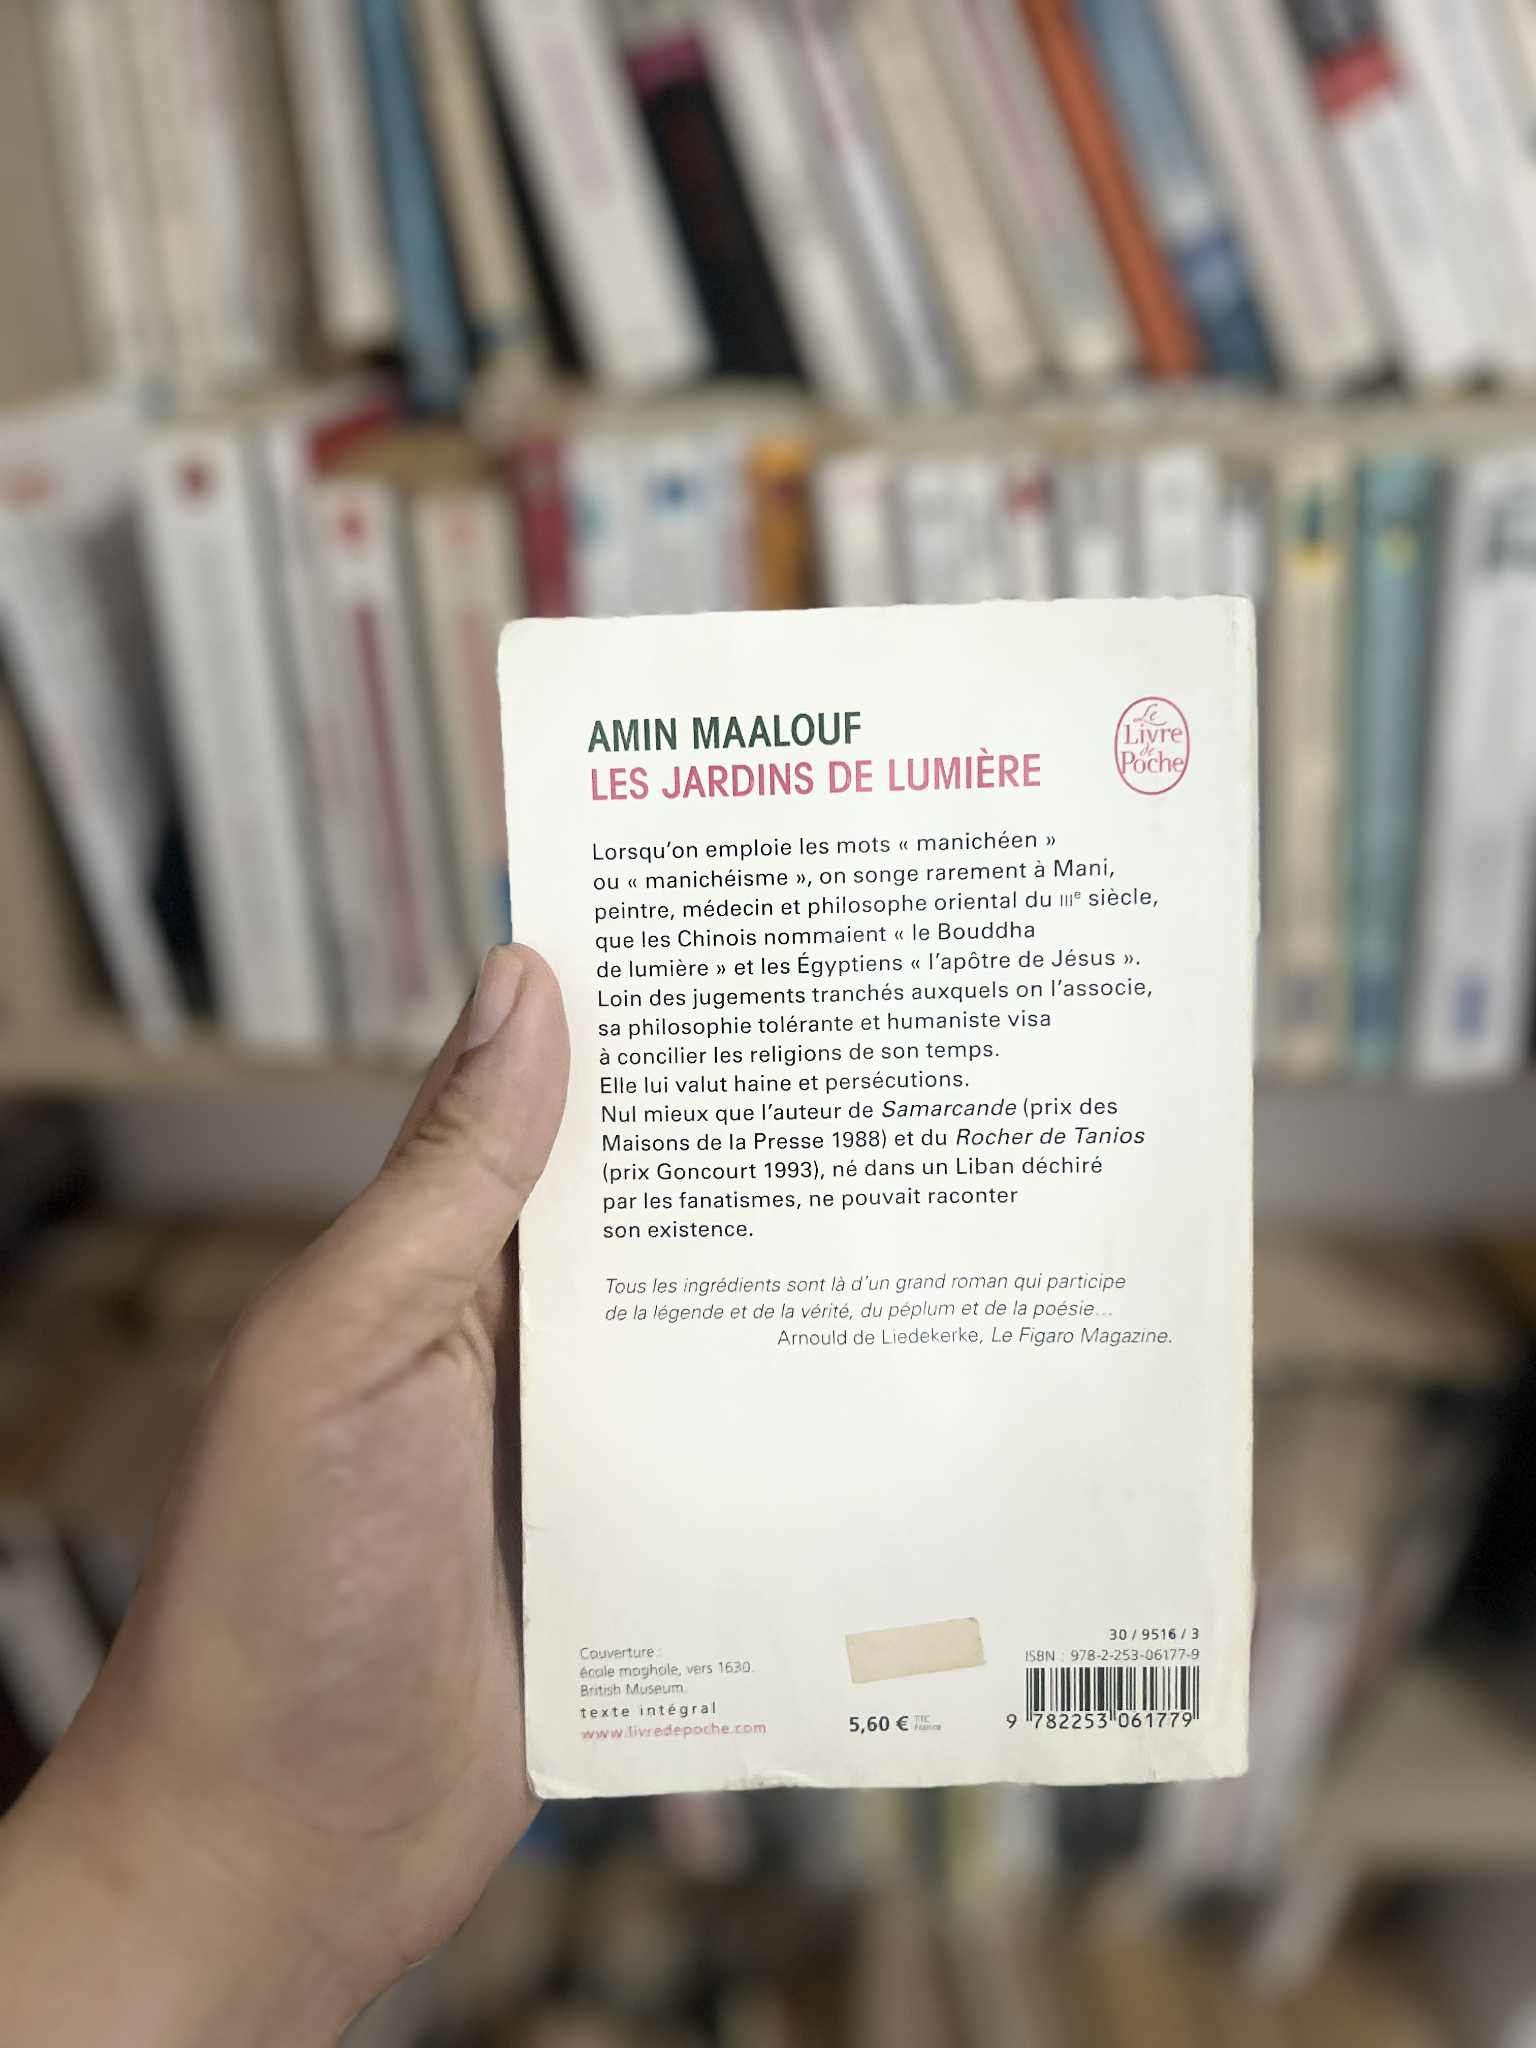 AMIN MAALOUF
LES JARDINS DE LUMIÈRE
Le
Livre
de
Poche
Lorsqu'on emploie les mots « manichéen »
ou « manichéisme », on songe rarement à Mani,
peintre, médecin et philosophe oriental du IIIe siècle,
que les Chinois nommaient « le Bouddha
de lumière » et les Égyptiens « l'apôtre de Jésus ».
Loin des jugements tranchés auxquels on l'associe,
sa philosophie tolérante et humaniste visa
à concilier les religions de son temps.
Elle lui valut haine et persécutions.
Nul mieux que l'auteur de Samarcande (prix des
Maisons de la Presse 1988) et du Rocher de Tanios
(prix Goncourt 1993), né dans un Liban déchiré
par les fanatismes, ne pouvait raconter
son existence.
Tous les ingrédients sont là d'un grand roman qui participe
de la légende et de la vérité, du péplum et de la poésie...
Arnould de Liedekerke, Le Figaro Magazine.
Couverture :
école moghole, vers 1630.
British Museum.
texte intégral
www.livredepoche.com
5,60 € TTC
France
30 / 9516 / 3
ISBN : 978-2-253-06177-9
9 782253 061779